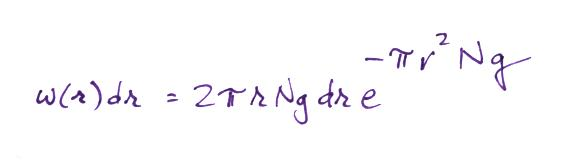 ω(r)dr = 2πrNg dr e^{-πr²Ng}